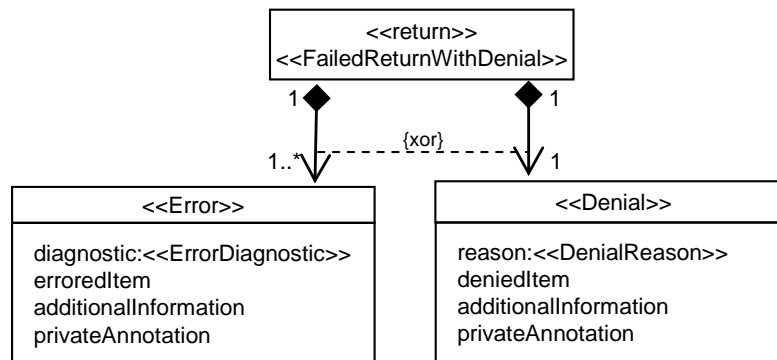 <<return>>
<<FailedReturnWithDenial>>
1
1
{xor}
1..*
1
<<Error>>
diagnostic:<<ErrorDiagnostic>>
erroredItem
additionalInformation
privateAnnotation
<<Denial>>
reason:<<DenialReason>>
deniedItem
additionalInformation
privateAnnotation